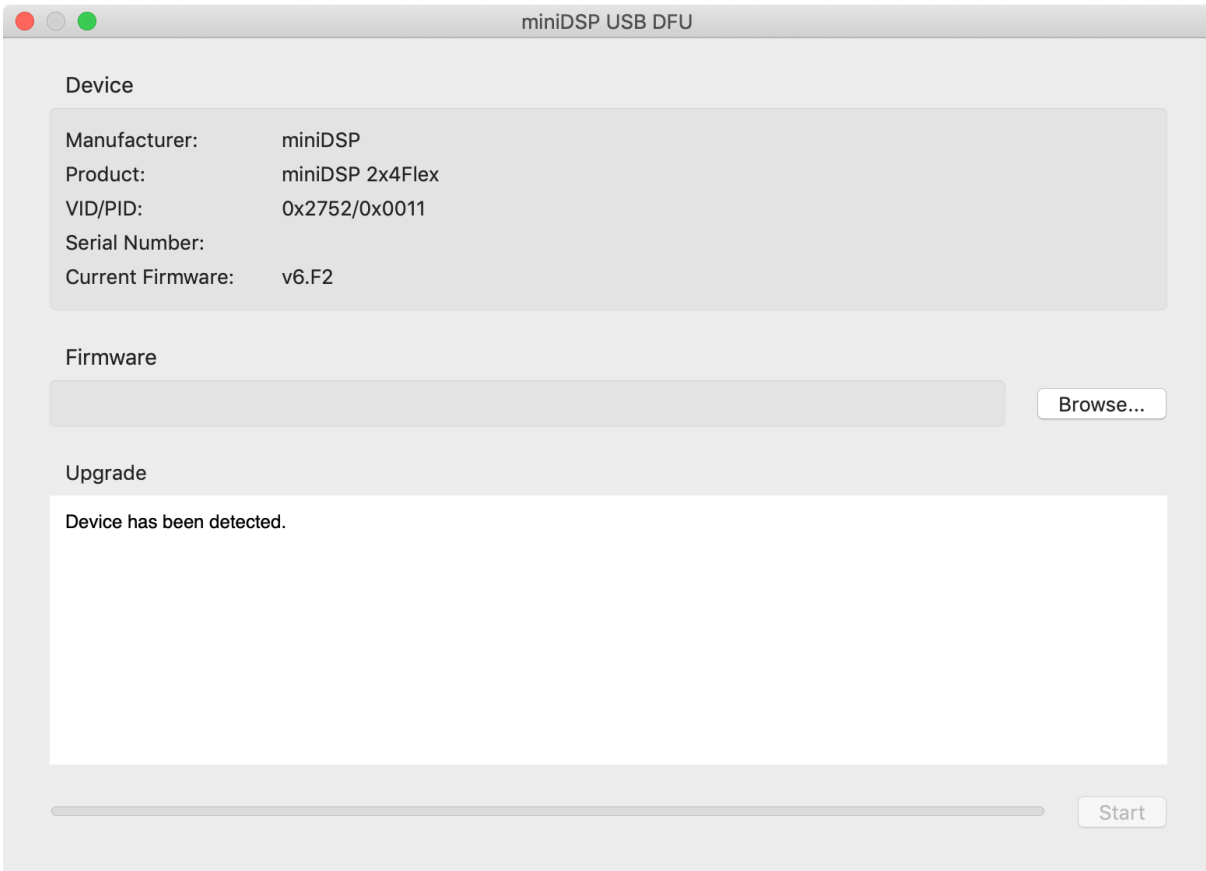 miniDSP USB DFU
Device
Manufacturer: miniDSP
Product: miniDSP 2x4Flex
VID/PID: 0x2752/0x0011
Serial Number:
Current Firmware: v6.F2
Firmware
Browse...
Upgrade
Device has been detected.
Start